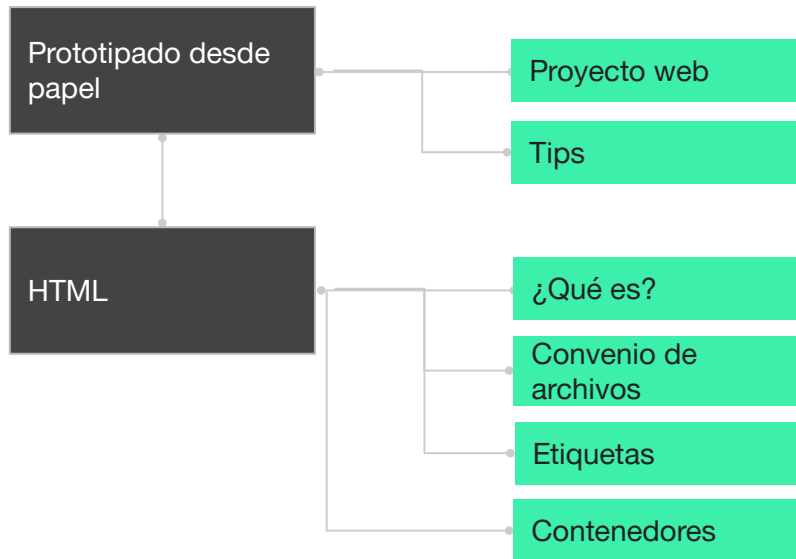 Prototipado desde
papel
Proyecto web
Tips
HTML
¿Qué es?
Convenio de
archivos
Etiquetas
Contenedores